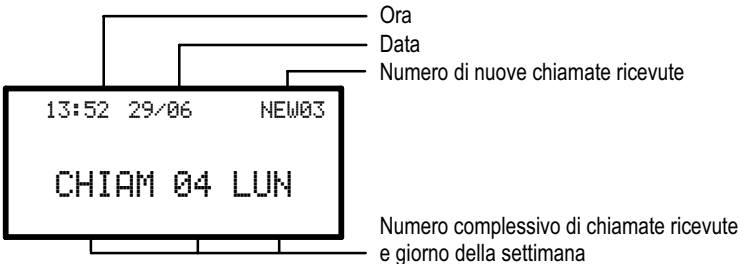 Ora
Data
Numero di nuove chiamate ricevute
13:52 29/06 NEW03
CHIAM 04 LUN
Numero complessivo di chiamate ricevute
e giorno della settimana